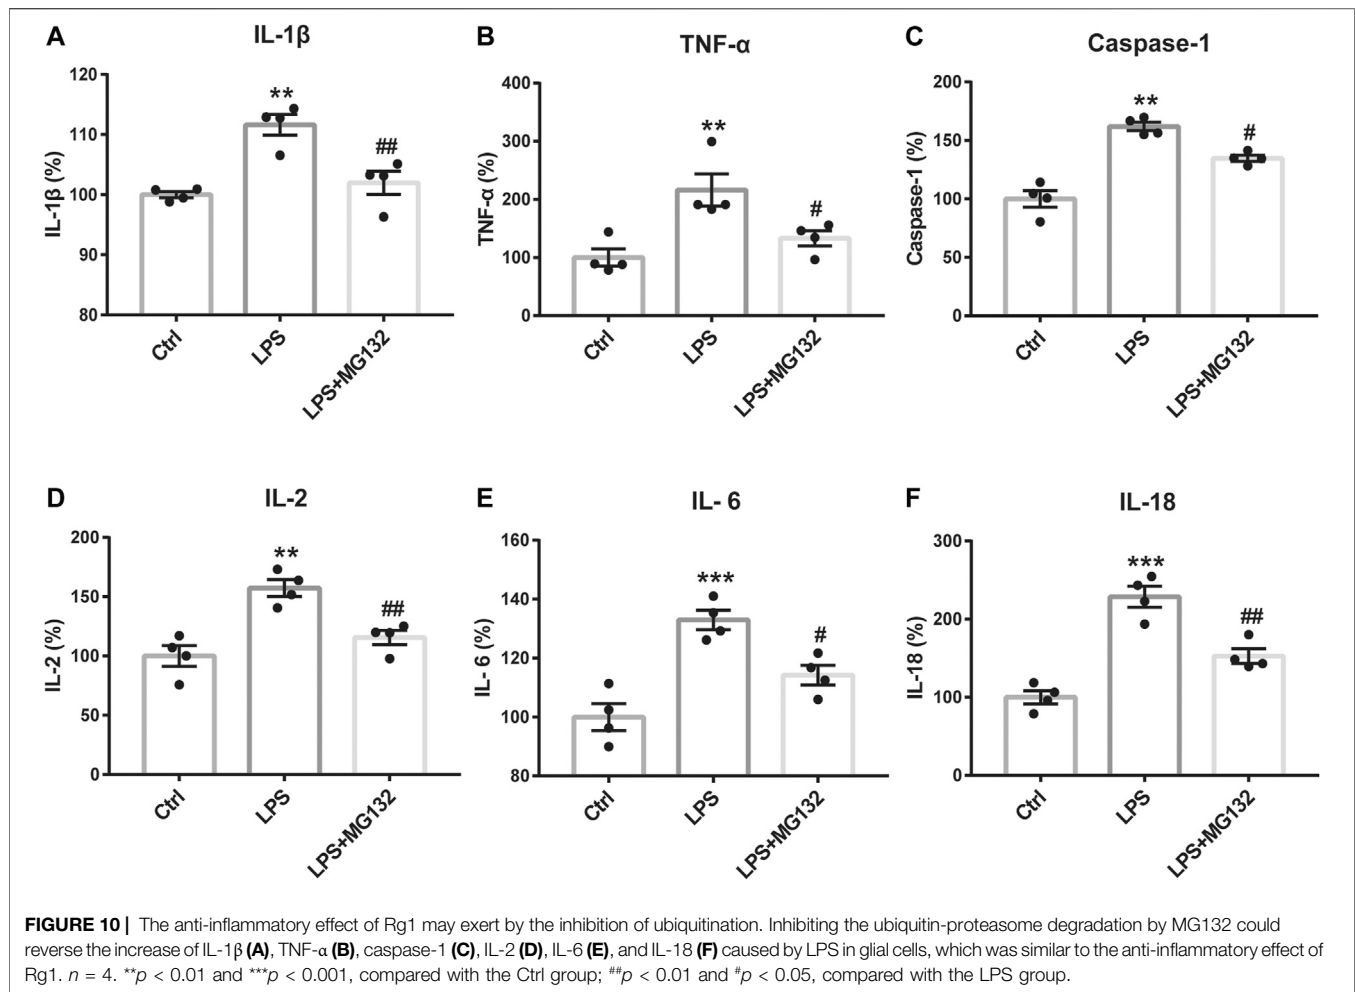 A
IL-1β
**
##
IL-1β (%)
120
110
100
90
80
Ctrl
LPS
LPS+MG132
B
TNF-α
**
#
TNF-α (%)
400
300
200
100
0
Ctrl
LPS
LPS+MG132
C
Caspase-1
**
#
Caspase-1 (%)
200
150
100
50
0
Ctrl
LPS
LPS+MG132
D
IL-2
**
##
IL-2 (%)
200
150
100
50
0
Ctrl
LPS
LPS+MG132
E
IL- 6
***
#
IL- 6 (%)
160
140
120
100
80
Ctrl
LPS
LPS+MG132
F
IL-18
***
##
IL-18 (%)
300
200
100
0
Ctrl
LPS
LPS+MG132
FIGURE 10 | The anti-inflammatory effect of Rg1 may exert by the inhibition of ubiquitination. Inhibiting the ubiquitin-proteasome degradation by MG132 could
reverse the increase of IL-1β (A), TNF-α (B), caspase-1 (C), IL-2 (D), IL-6 (E), and IL-18 (F) caused by LPS in glial cells, which was similar to the anti-inflammatory effect of
Rg1. n = 4. **p < 0.01 and ***p < 0.001, compared with the Ctrl group; ##p < 0.01 and #p < 0.05, compared with the LPS group.